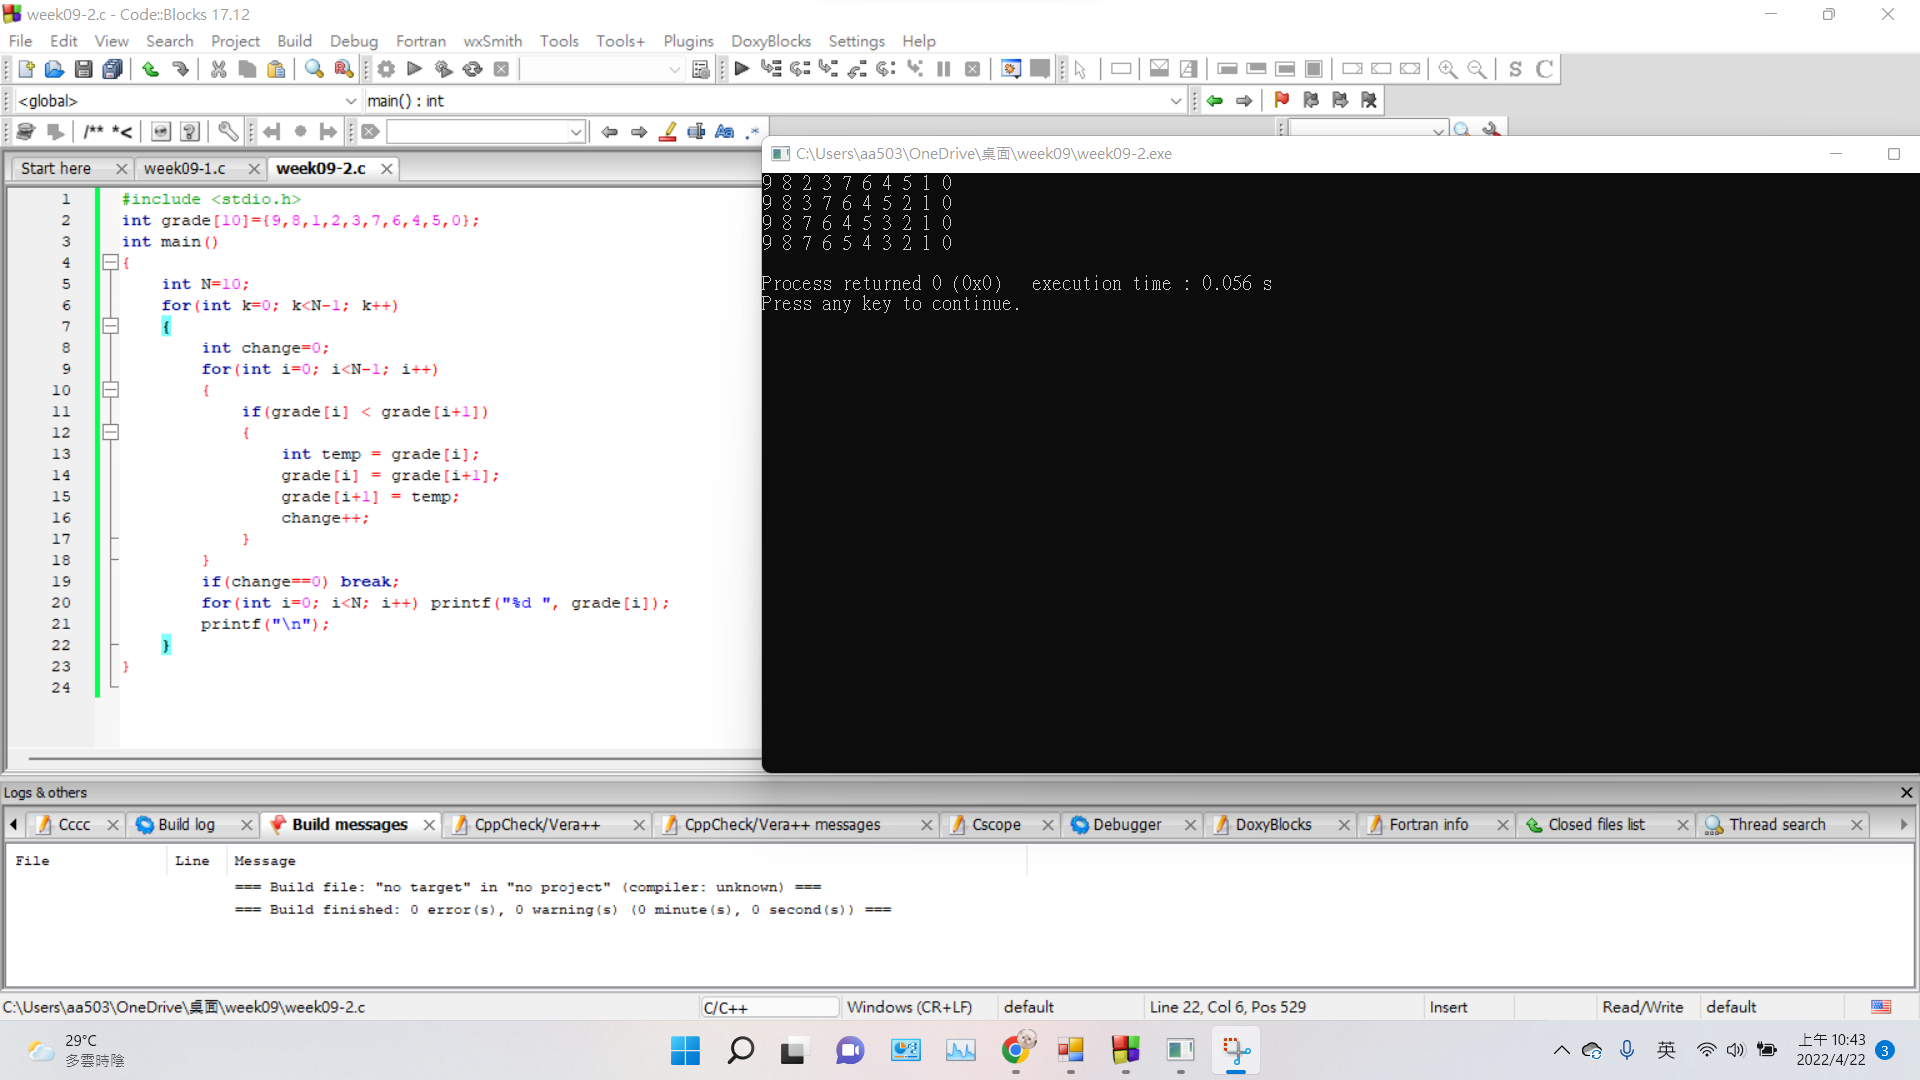 week09-2.c - Code::Blocks 17.12
File Edit View Search Project Build Debug Fortran wxSmith Tools Tools+ Plugins DoxyBlocks Settings Help
S C
<global> main() : int
/** *< Aa .*
Start here week09-1.c week09-2.c
1 #include <stdio.h>
2 int grade[10]={9,8,1,2,3,7,6,4,5,0};
3 int main()
4 {
5 int N=10;
6 for(int k=0; k<N-1; k++)
7 {
8 int change=0;
9 for(int i=0; i<N-1; i++)
10 {
11 if(grade[i] < grade[i+1])
12 {
13 int temp = grade[i];
14 grade[i] = grade[i+1];
15 grade[i+1] = temp;
16 change++;
17 }
18 }
19 if(change==0) break;
20 for(int i=0; i<N; i++) printf("%d ", grade[i]);
21 printf("\n");
22 }
23 }
24
C:\Users\aa503\OneDrive\桌面\week09\week09-2.exe
9 8 2 3 7 6 4 5 1 0
9 8 3 7 6 4 5 2 1 0
9 8 7 6 4 5 3 2 1 0
9 8 7 6 5 4 3 2 1 0
Process returned 0 (0x0)   execution time : 0.056 s
Press any key to continue.
Logs & others
Cccc Build log Build messages CppCheck/Vera++ CppCheck/Vera++ messages Cscope Debugger DoxyBlocks Fortran info Closed files list Thread search
File Line Message
=== Build file: "no target" in "no project" (compiler: unknown) ===
=== Build finished: 0 error(s), 0 warning(s) (0 minute(s), 0 second(s)) ===
C:\Users\aa503\OneDrive\桌面\week09\week09-2.c C/C++ Windows (CR+LF) default Line 22, Col 6, Pos 529 Insert Read/Write default
29°C
多雲時陰
英
上午 10:43
2022/4/22
3